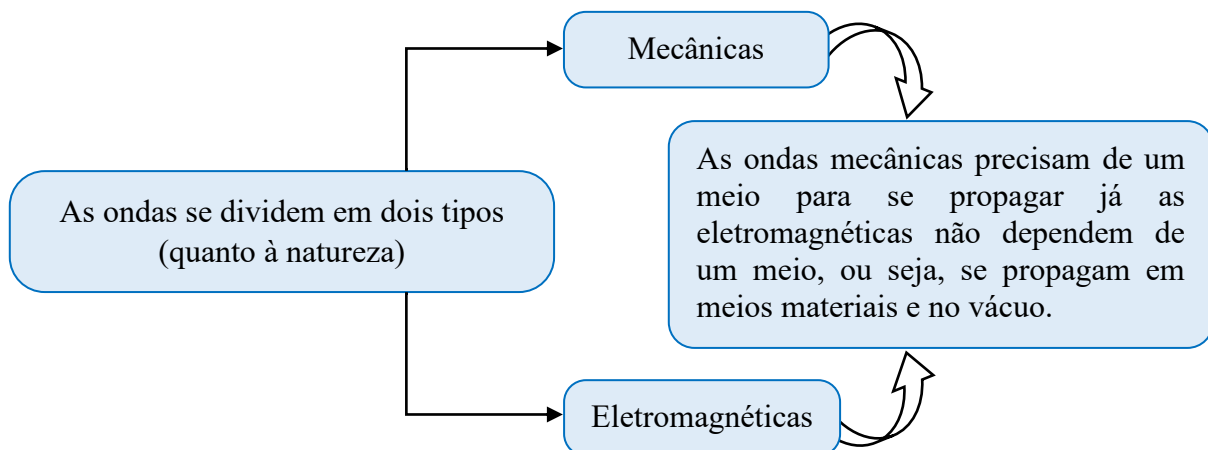 As ondas se dividem em dois tipos
(quanto à natureza)
Mecânicas
As ondas mecânicas precisam de um
meio para se propagar já as
eletromagnéticas não dependem de
um meio, ou seja, se propagam em
meios materiais e no vácuo.
Eletromagnéticas